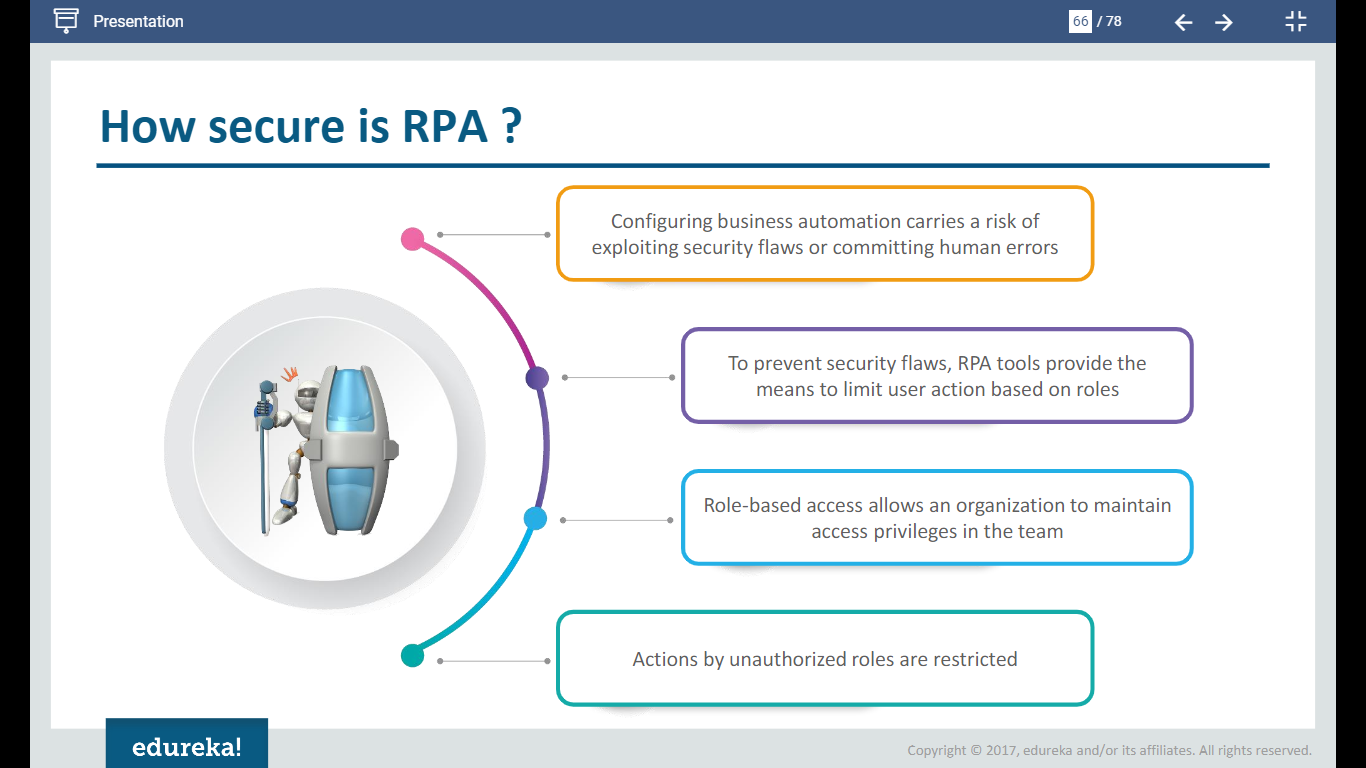 Presentation
66 / 78
How secure is RPA ?
Configuring business automation carries a risk of
exploiting security flaws or committing human errors
To prevent security flaws, RPA tools provide the
means to limit user action based on roles
Role-based access allows an organization to maintain
access privileges in the team
Actions by unauthorized roles are restricted
edureka!
Copyright © 2017, edureka and/or its affiliates. All rights reserved.